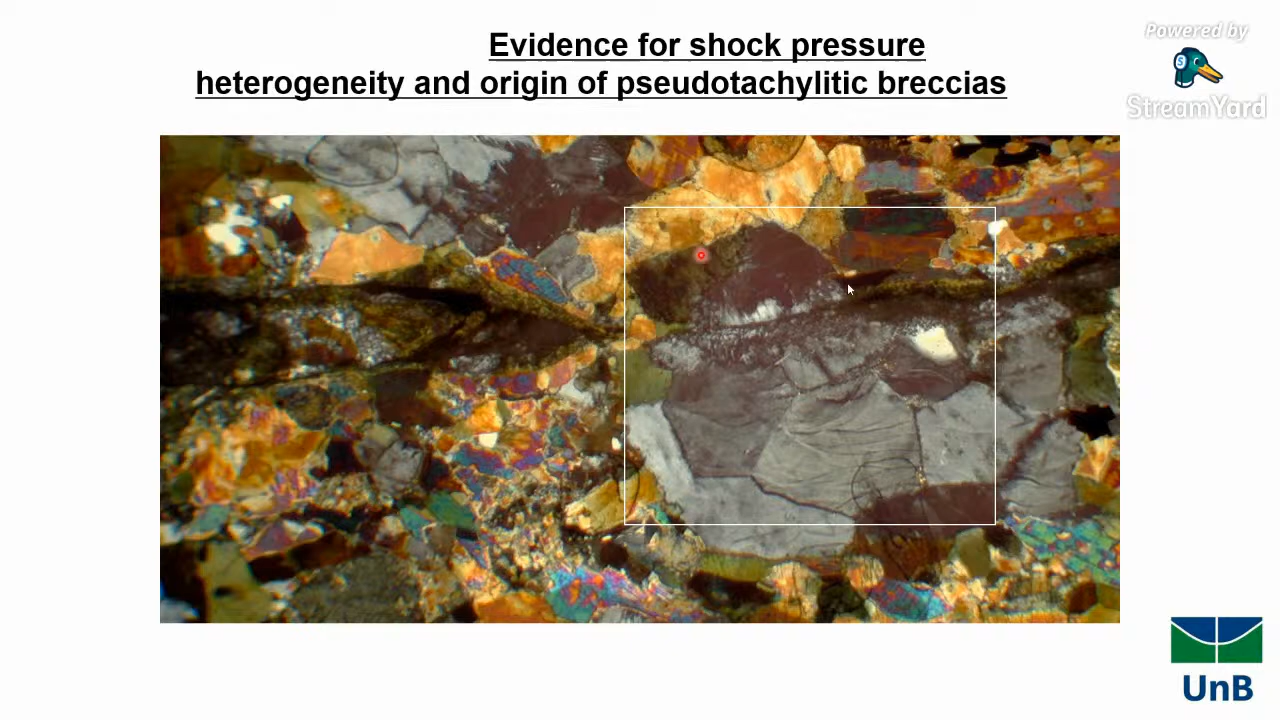 Evidence for shock pressure
heterogeneity and origin of pseudotachylitic breccias
Powered by
StreamYard
UnB